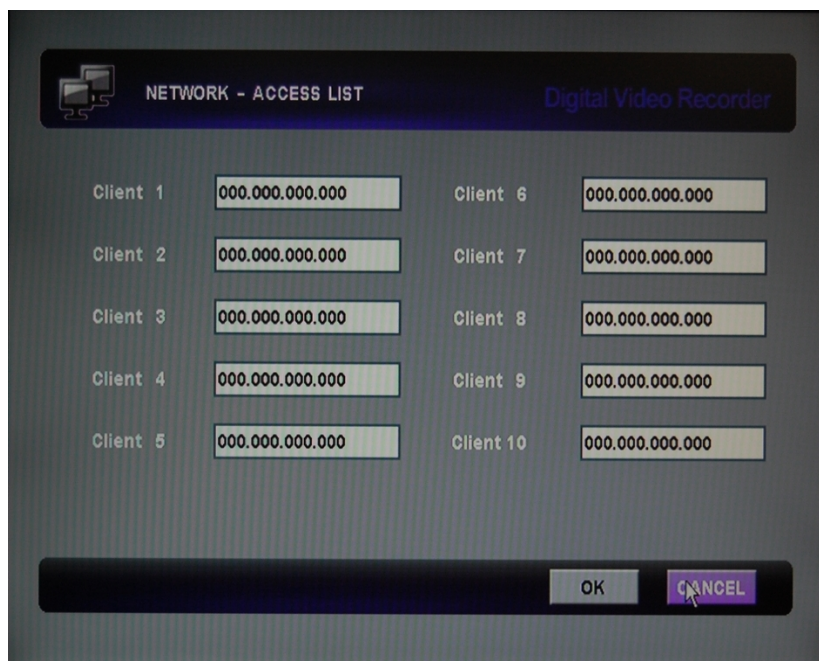 NETWORK - ACCESS LIST
Digital Video Recorder
Client 1 000.000.000.000
Client 6 000.000.000.000
Client 2 000.000.000.000
Client 7 000.000.000.000
Client 3 000.000.000.000
Client 8 000.000.000.000
Client 4 000.000.000.000
Client 9 000.000.000.000
Client 5 000.000.000.000
Client 10 000.000.000.000
OK
CANCEL